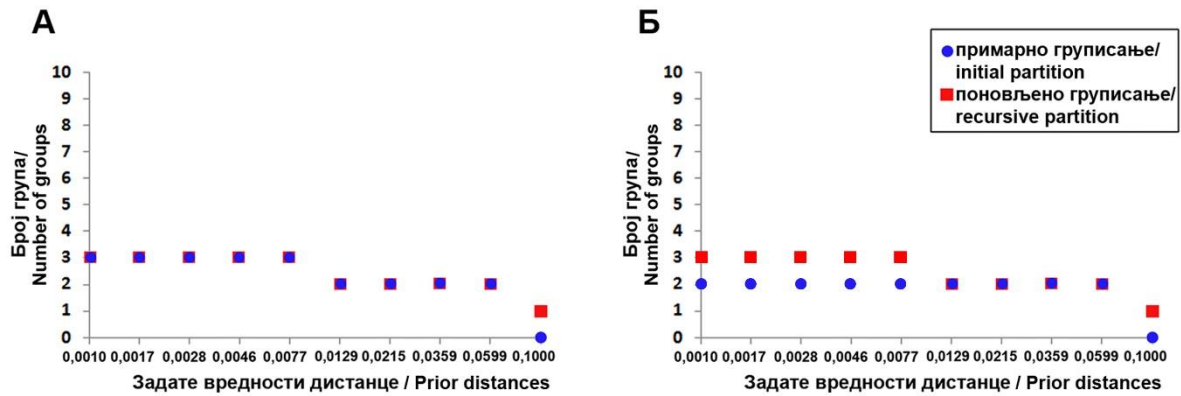 А
Број група/
Number of groups
10
9
8
7
6
5
4
3
2
1
0
0,0010 0,0017 0,0028 0,0046 0,0077 0,0129 0,0215 0,0359 0,0599 0,1000
Задате вредности дистанце / Prior distances
Б
примарно груписање/
initial partition
поновљено груписање/
recursive partition
Број група/
Number of groups
10
9
8
7
6
5
4
3
2
1
0
0,0010 0,0017 0,0028 0,0046 0,0077 0,0129 0,0215 0,0359 0,0599 0,1000
Задате вредности дистанце / Prior distances